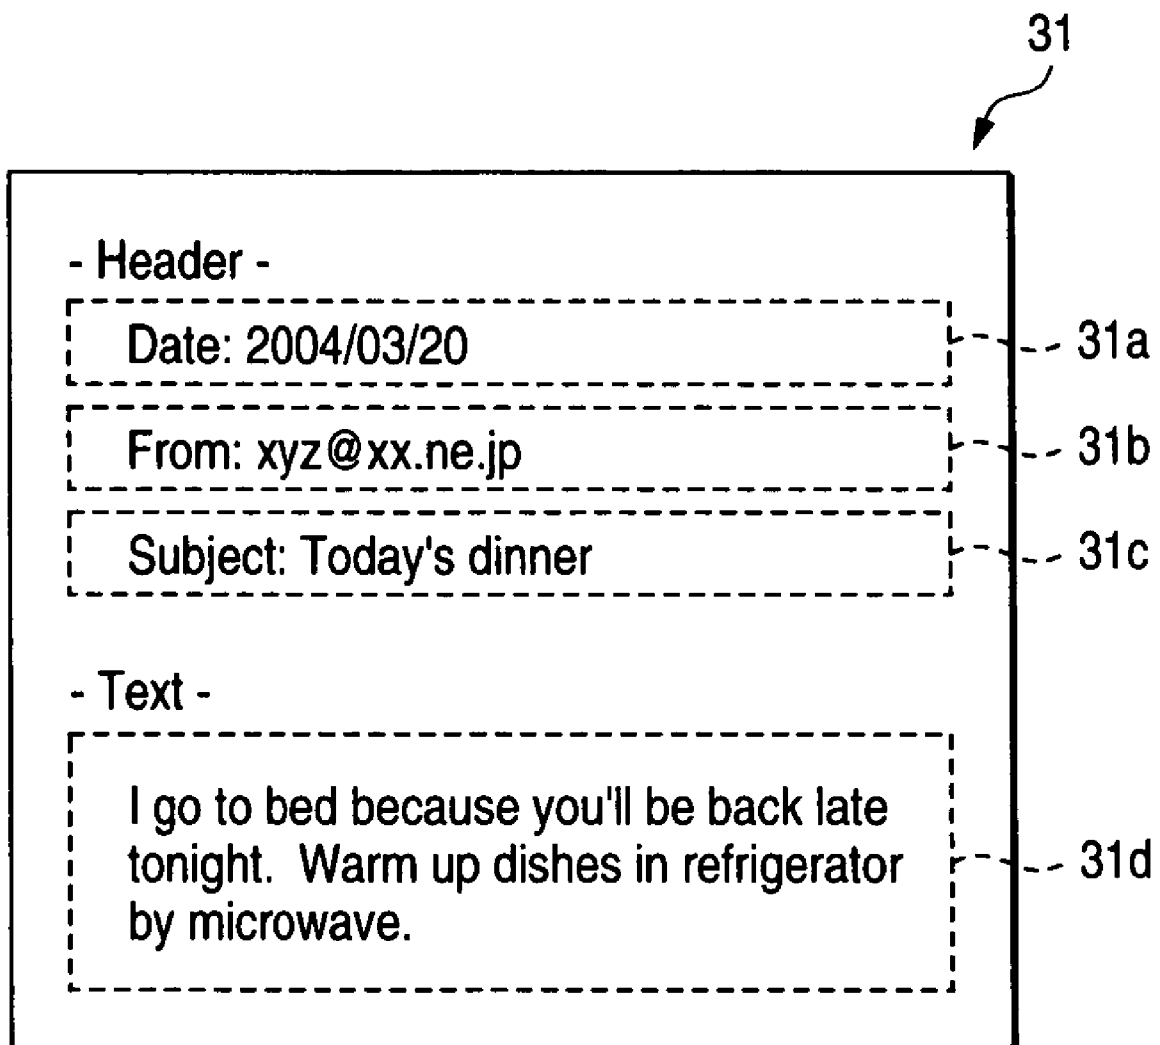 31
- Header -
Date: 2004/03/20 31a
From: xyz@xx.ne.jp 31b
Subject: Today's dinner 31c
- Text -
I go to bed because you'll be back late
tonight.  Warm up dishes in refrigerator 31d
by microwave.